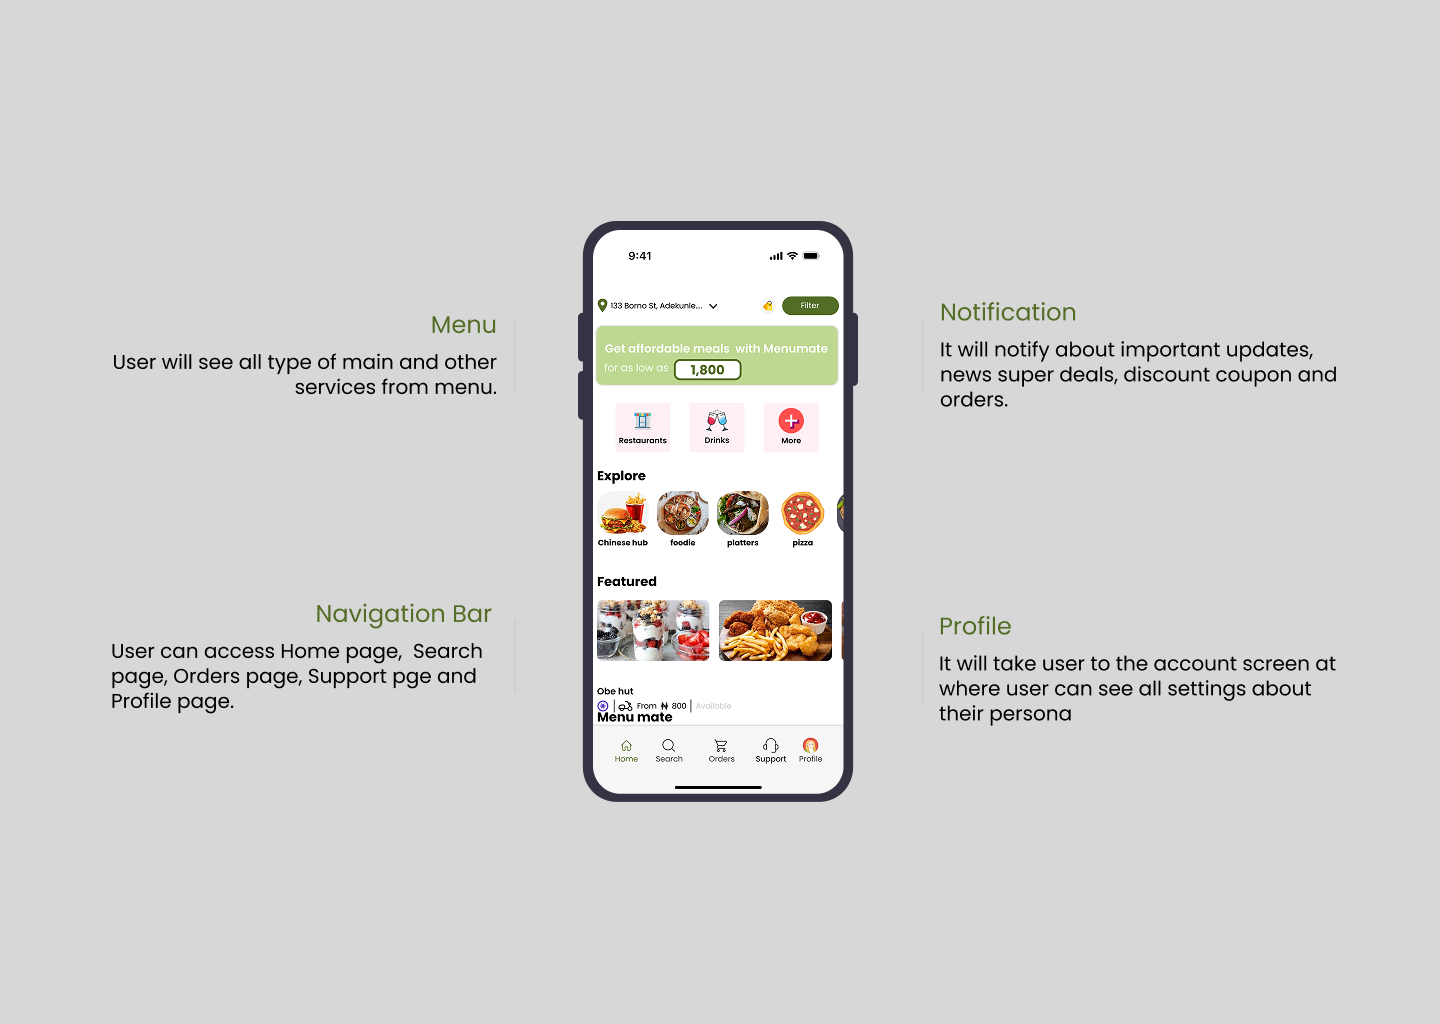 Menu
User will see all type of main and other
services from menu.
Navigation Bar
User can access Home page,  Search
page, Orders page, Support pge and
Profile page.
9:41
133 Borno St, Adekunle...
Filter
Get affordable meals  with Menumate
for as low as 1,800
Restaurants
Drinks
More
Explore
Chinese hub
foodie
platters
pizza
Featured
Obe hut
From ₦ 800 Available
Menu mate
Home
Search
Orders
Support
Profile
Notification
It will notify about important updates,
news super deals, discount coupon and
orders.
Profile
It will take user to the account screen at
where user can see all settings about
their persona